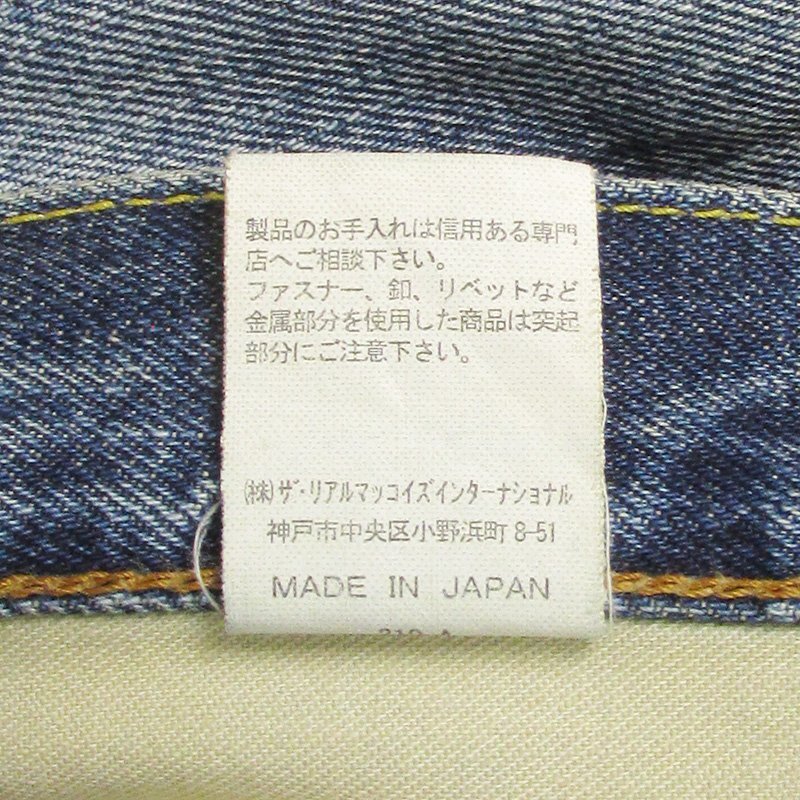 製品のお手入れは信用ある専門
店へご相談下さい。
ファスナー、釦、リベットなど
金属部分を使用した商品は突起
部分にご注意下さい。
㈱ザ・リアルマッコイズインターナショナル
神戸市中央区小野浜町8-51
MADE IN JAPAN